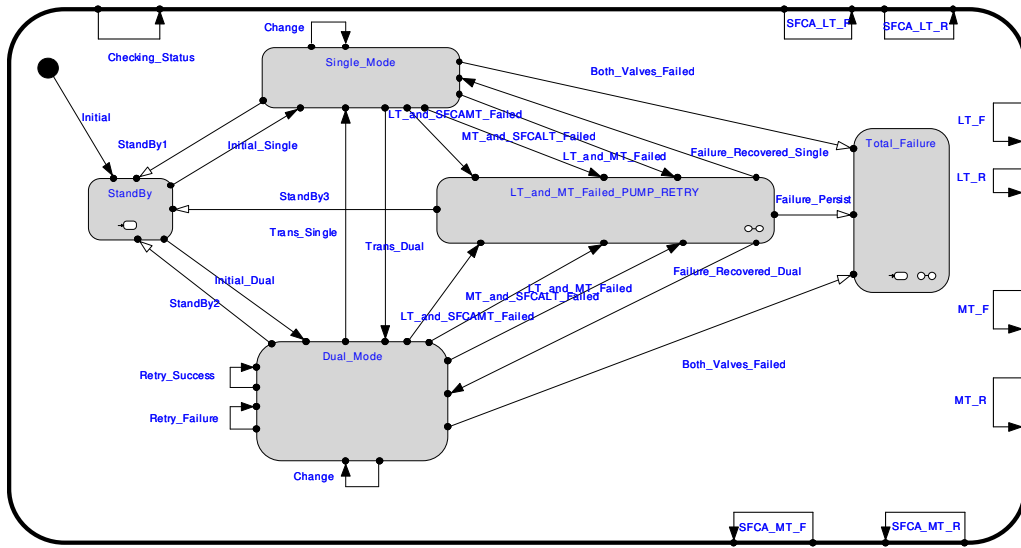 Change
SFCA_LT_F
SFCA_LT_R
Checking_Status
Single_Mode
Both_Valves_Failed
Initial
LT_and_SFCAMT_Failed
LT_F
MT_and_SFCALT_Failed
StandBy1
Initial_Single
Total_Failure
LT_and_MT_Failed
Failure_Recovered_Single
LT_R
StandBy
LT_and_MT_Failed_PUMP_RETRY
StandBy3
Failure_Persist
Trans_Single
Trans_Dual
Failure_Recovered_Dual
Initial_Dual
LT_and_MT_Failed
MT_and_SFCALT_Failed
StandBy2
MT_F
LT_and_SFCAMT_Failed
Dual_Mode
Both_Valves_Failed
Retry_Success
MT_R
Retry_Failure
Change
SFCA_MT_F
SFCA_MT_R